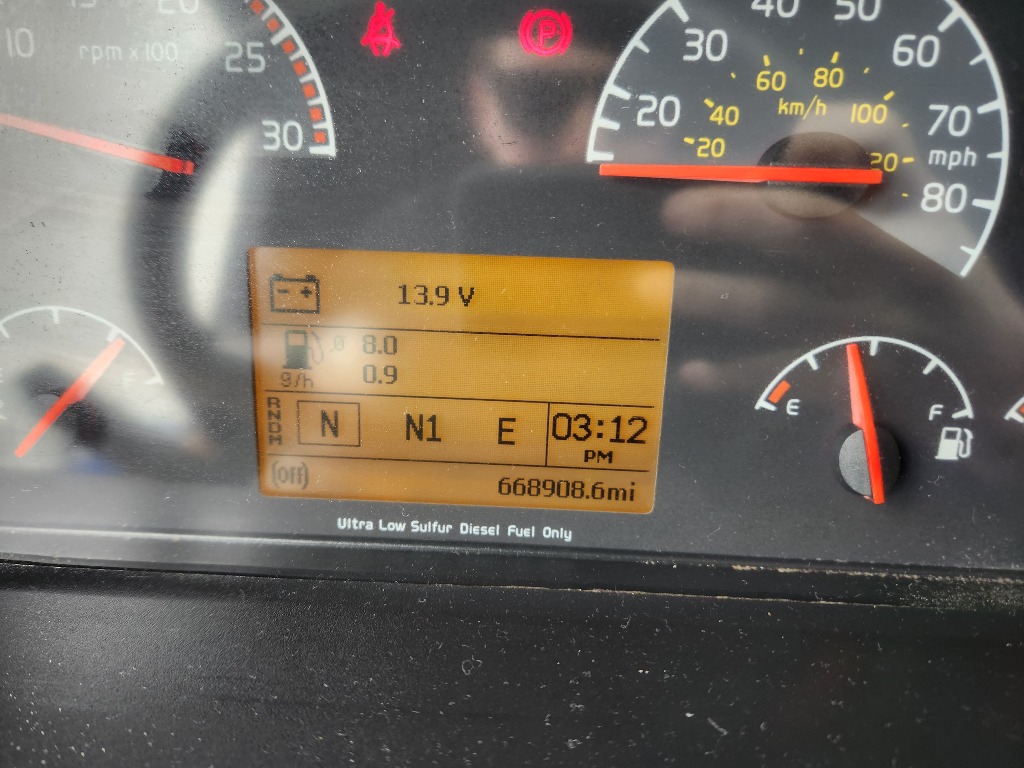 20
10
rpm x 100
25
30
P
40
50
30
60
20
70
mph
80
60
80
40
km/h
100
20
13.9 V
8.0
g/h
0.9
RNDM
N
N1
E
03:12
PM
(Off)
668908.6mi
E
F
Ultra Low Sulfur Diesel Fuel Only